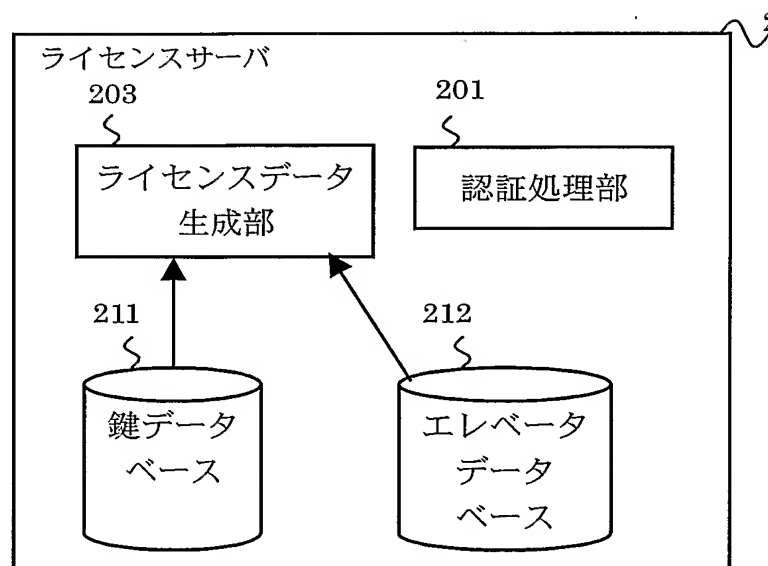 ライセンスサーバ
203
201
ライセンスデータ
生成部
認証処理部
211
212
鍵データ
ベース
エレベータ
データ
ベース